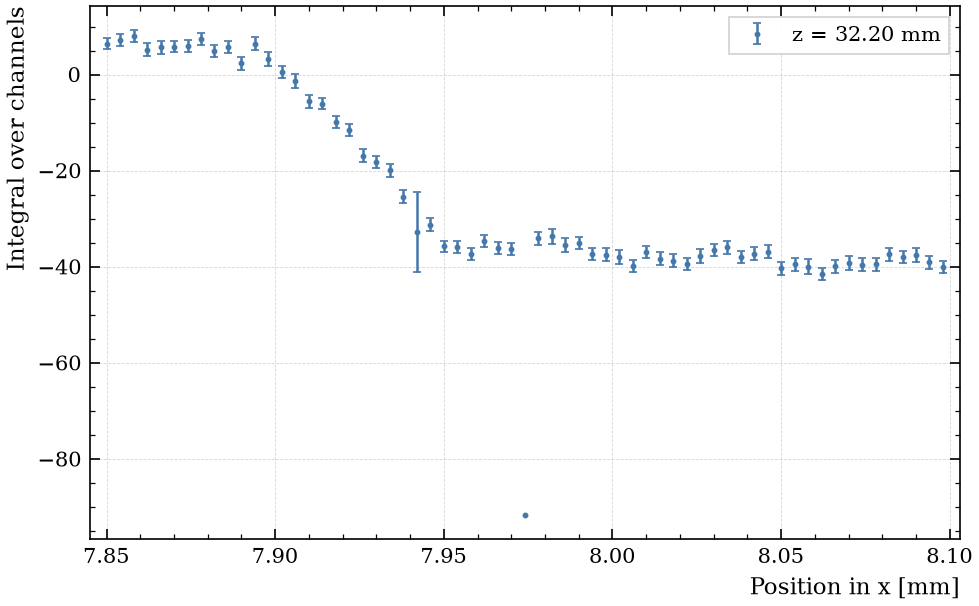 Integral over channels
z = 32.20 mm
0
−20
−40
−60
−80
7.85 7.90 7.95 8.00 8.05 8.10
Position in x [mm]